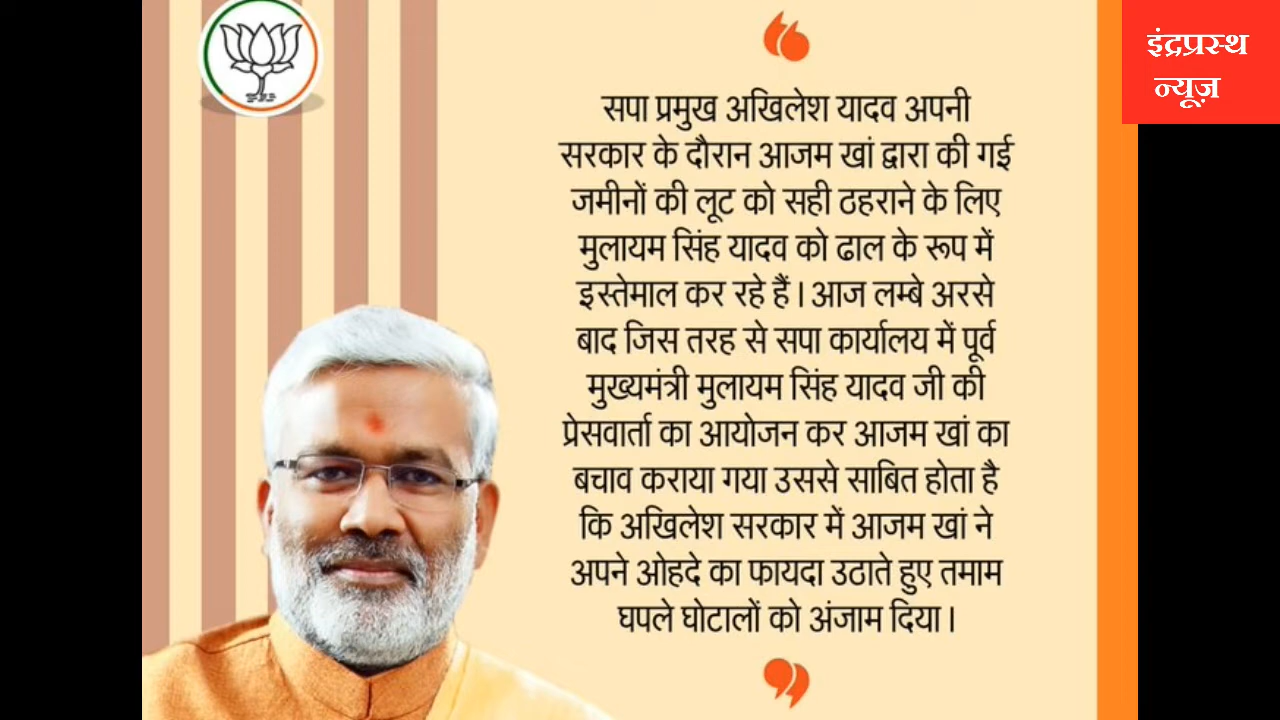 इंद्रप्रस्थ
न्यूज़
सपा प्रमुख अखिलेश यादव अपनी
सरकार के दौरान आजम खां द्वारा की गई
जमीनों की लूट को सही ठहराने के लिए
मुलायम सिंह यादव को ढाल के रूप में
इस्तेमाल कर रहे हैं । आज लम्बे अरसे
बाद जिस तरह से सपा कार्यालय में पूर्व
मुख्यमंत्री मुलायम सिंह यादव जी की
प्रेसवार्ता का आयोजन कर आजम खां का
बचाव कराया गया उससे साबित होता है
कि अखिलेश सरकार में आजम खां ने
अपने ओहदे का फायदा उठाते हुए तमाम
घपले घोटालों को अंजाम दिया ।